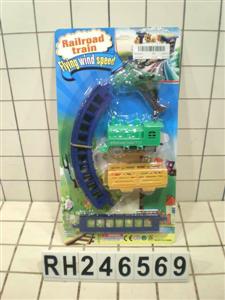 Railroad
train
Flying wind speed
RH246569